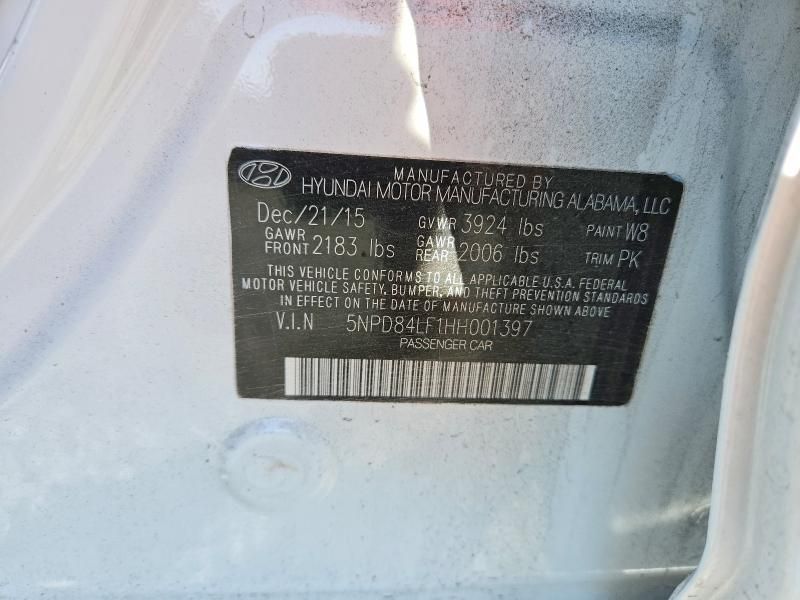 MANUFACTURED BY
HYUNDAI MOTOR MANUFACTURING ALABAMA, LLC
Dec/21/15 GVWR 3924 lbs PAINT W8
GAWR FRONT 2183 lbs GAWR REAR 2006 lbs TRIM PK
THIS VEHICLE CONFORMS TO ALL APPLICABLE U.S.A. FEDERAL
MOTOR VEHICLE SAFETY, BUMPER, AND THEFT PREVENTION STANDARDS
IN EFFECT ON THE DATE OF MANUFACTURE SHOWN ABOVE.
V.I.N 5NPD84LF1HH001397
PASSENGER CAR